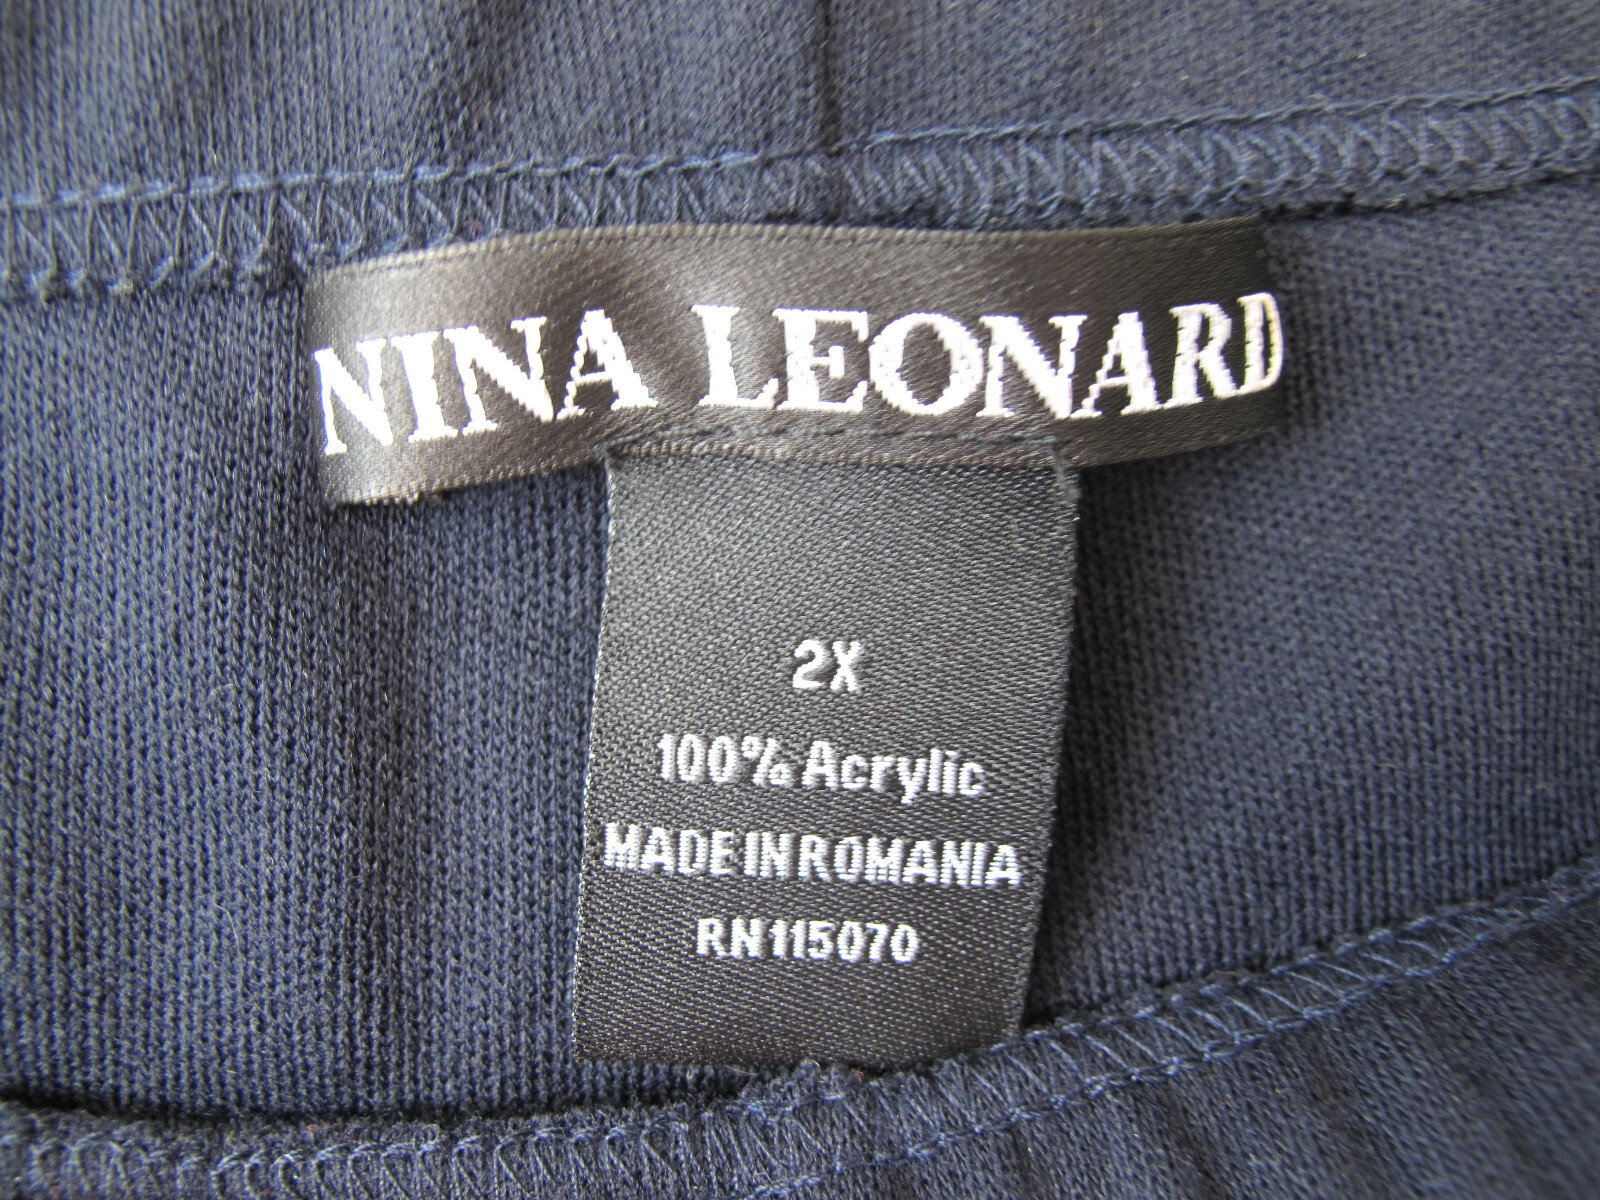 NINA LEONARD
2X
100% Acrylic
MADE IN ROMANIA
RN115070